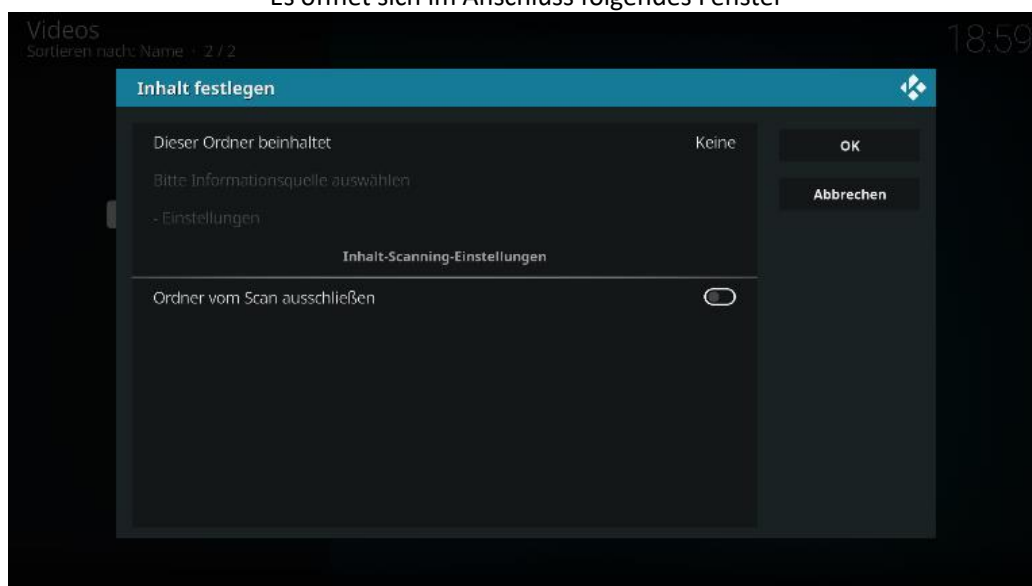 Es öffnet sich im Anschluss folgendes Fenster
Videos
Sortieren nach: Name · 2 / 2
18:59
Inhalt festlegen
Dieser Ordner beinhaltet Keine
OK
Bitte Informationsquelle auswählen
Abbrechen
- Einstellungen
Inhalt-Scanning-Einstellungen
Ordner vom Scan ausschließen